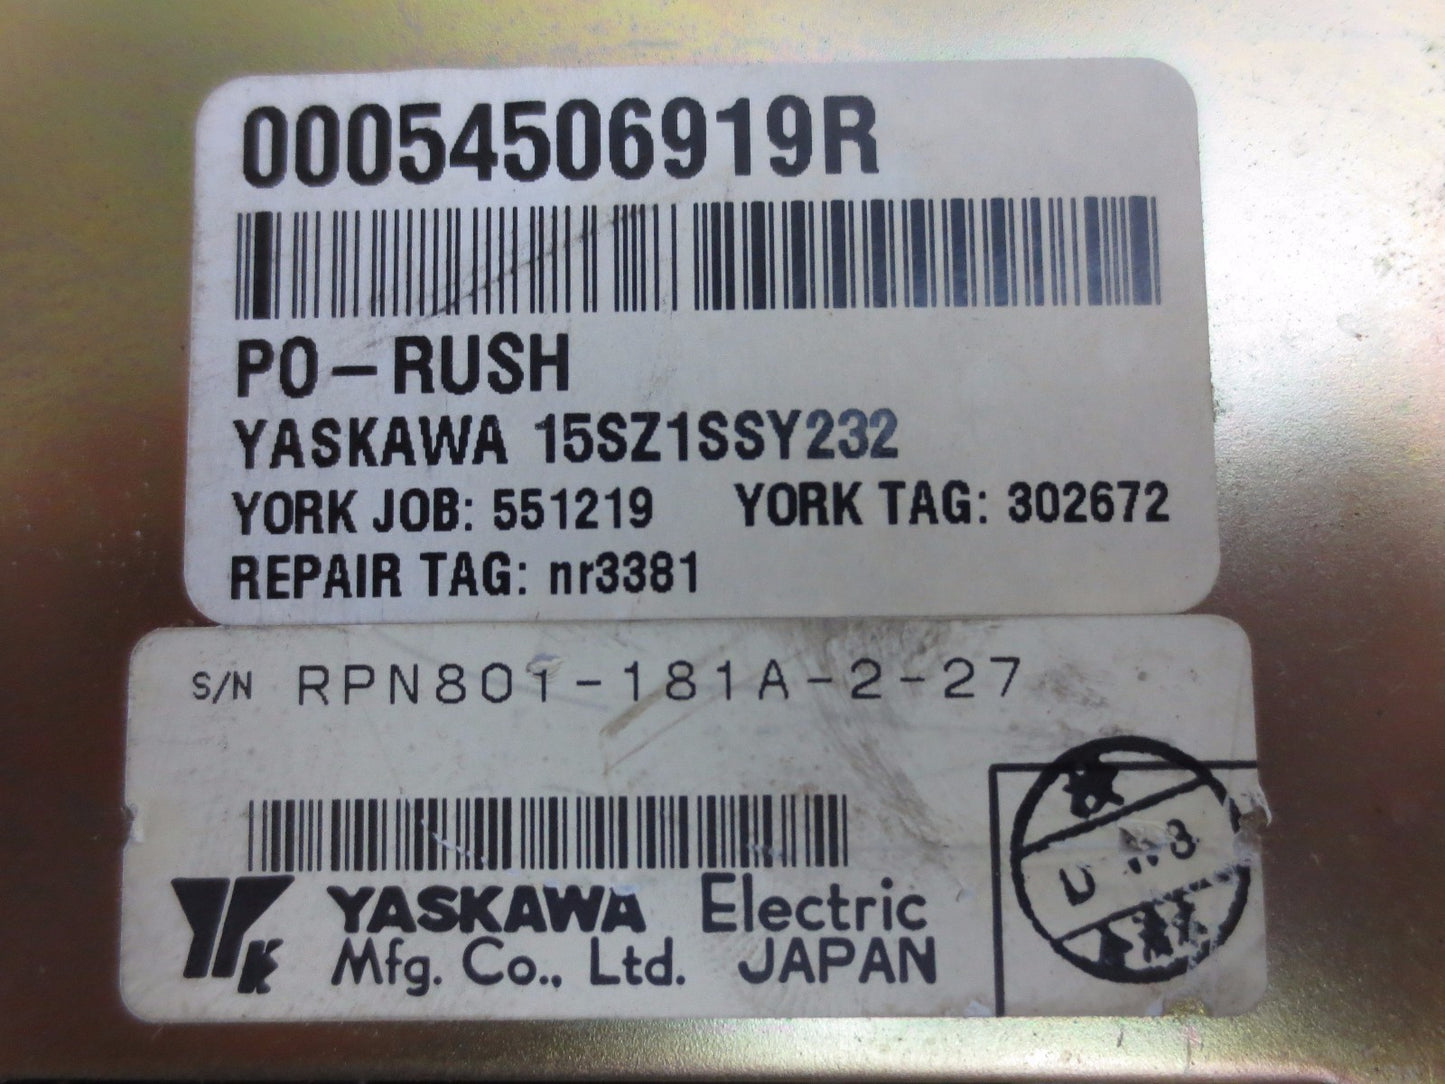 00054506919R
PO-RUSH
YASKAWA 15SZ1SSY232
YORK JOB: 551219 YORK TAG: 302672
REPAIR TAG: nr3381
S/N RPN801-181A-2-27
YASKAWA Electric
Mfg. Co., Ltd. JAPAN